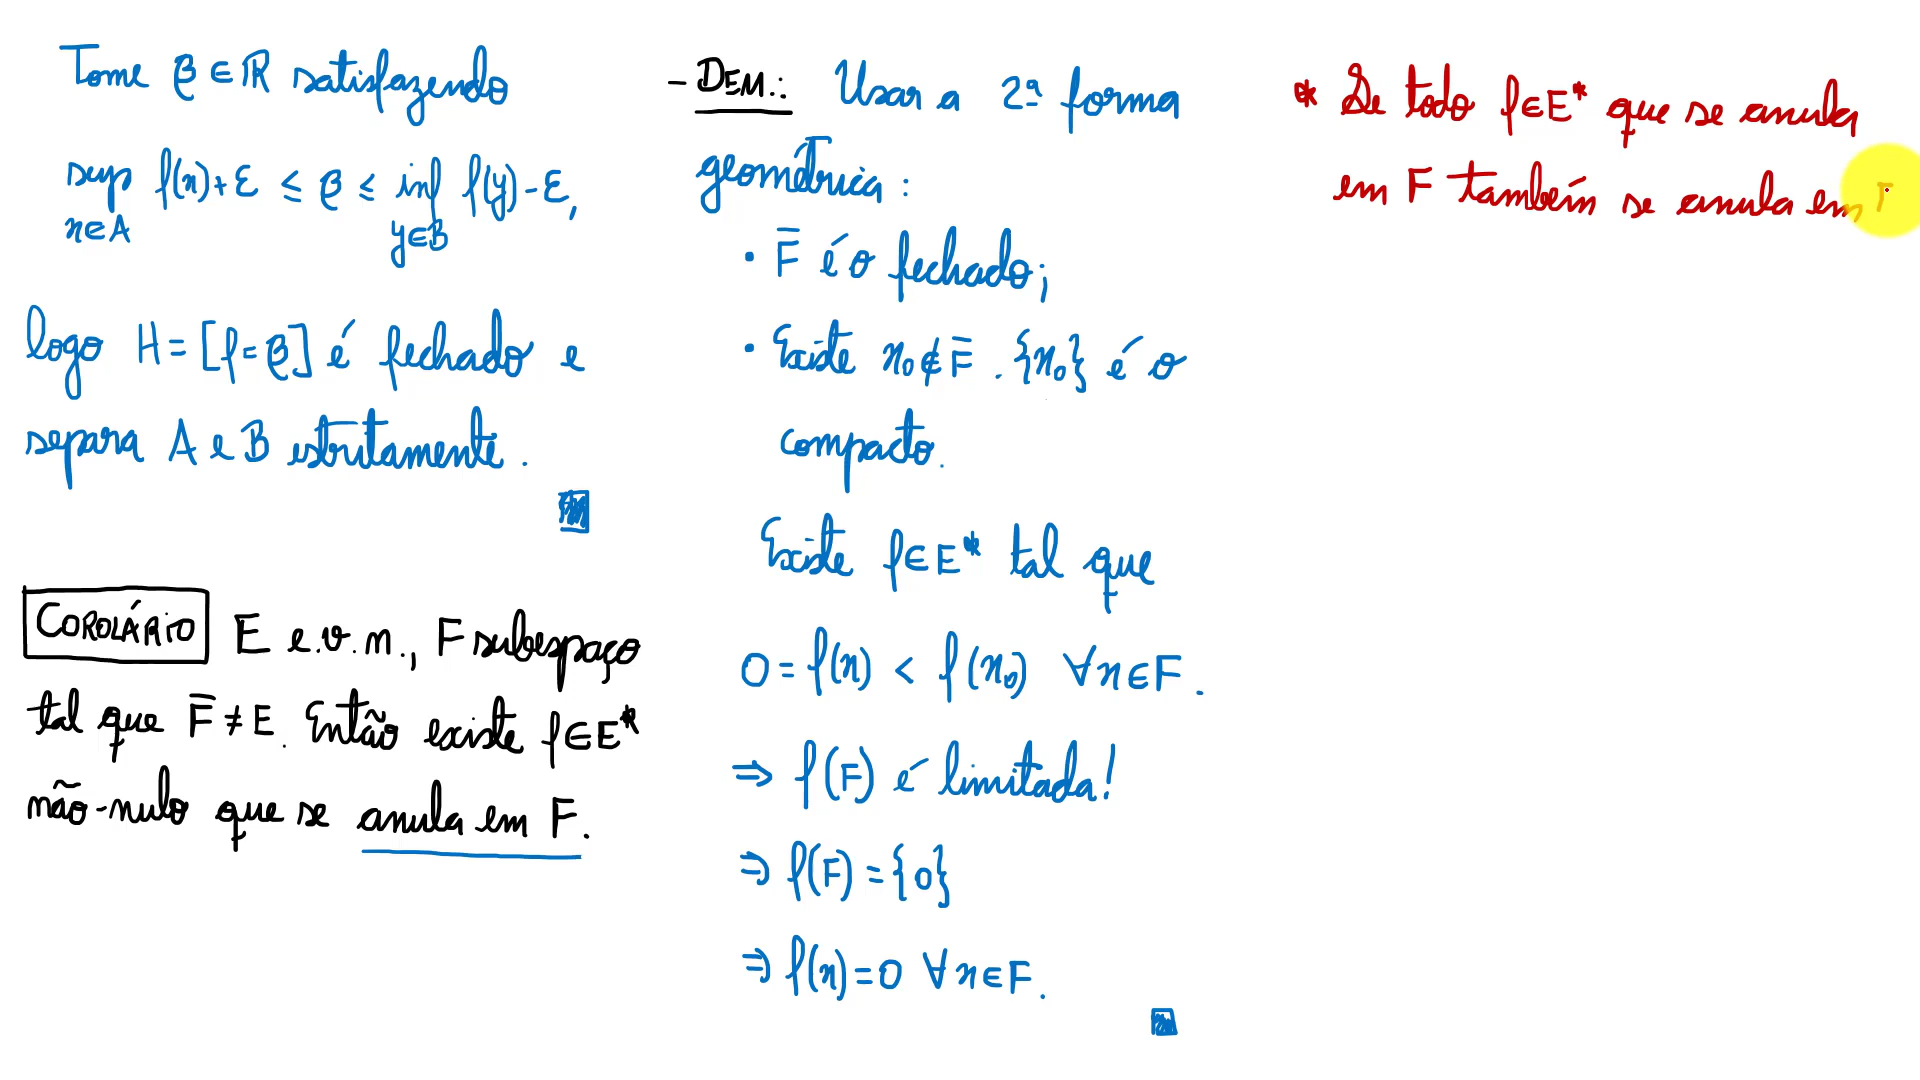 Tome β ∈ ℝ satisfazendo
sup f(x) + ε ≤ β ≤ inf f(y) - ε,
x∈A y∈B
logo H = [f = β] é fechado e
separa A e B estritamente.
COROLÁRIO E e.v.n., F subespaço
tal que F̅ ≠ E. Então existe f ∈ E*
não-nulo que se anula em F.
- DEM.: Usar a 2ª forma
geométrica:
• F̅ é o fechado;
• Existe x₀ ∉ F̅. {x₀} é o
compacto.
Existe f ∈ E* tal que
0 = f(x) < f(x₀) ∀x ∈ F.
⇒ f(F) é limitada!
⇒ f(F) = {0}
⇒ f(x) = 0 ∀x ∈ F.
* Se todo f ∈ E* que se anula
em F também se anula em